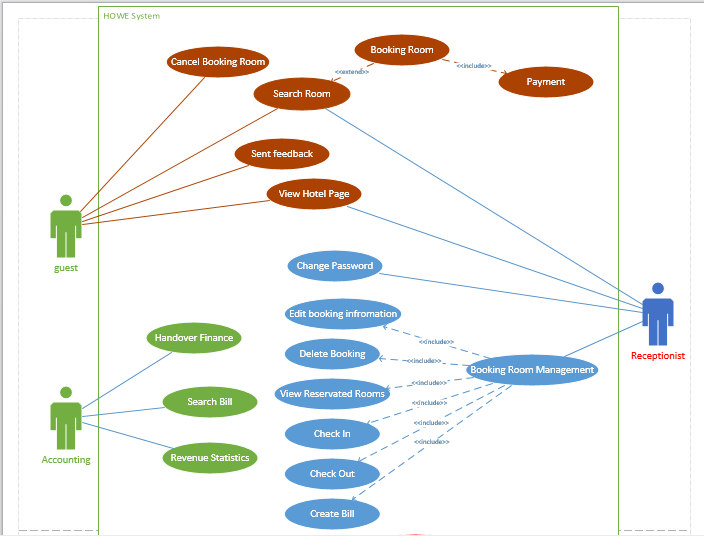 HOWE System
Booking Room
Cancel Booking Room
<<extend>>
<<include>>
Payment
Search Room
Sent feedback
View Hotel Page
guest
Change Password
Edit booking infromation
Handover Finance
<<include>>
Receptionist
Delete Booking
<<include>>
Booking Room Management
<<include>>
View Reservated Rooms
Search Bill
<<include>>
Check In
<<include>>
<<include>>
Accounting
Revenue Statistics
Check Out
Create Bill